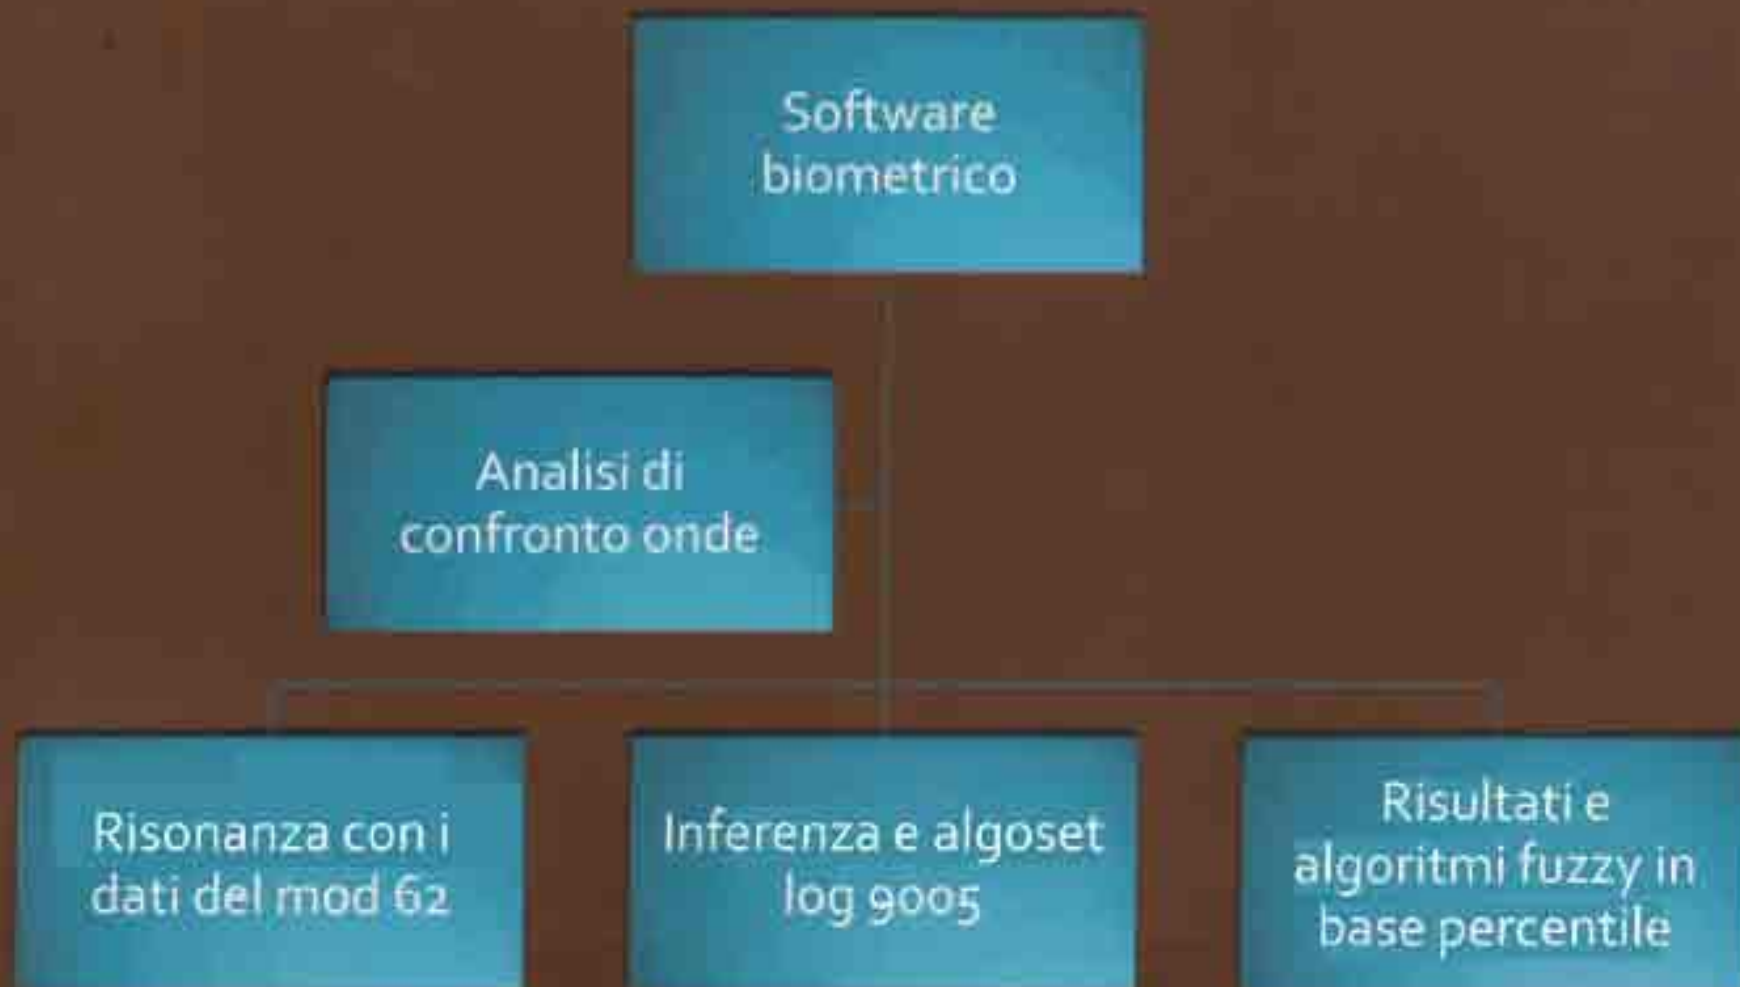 Software
biometrico
Analisi di
confronto onde
Risonanza con i
dati del mod 62
Inferenza e algoset
log 9005
Risultati e
algoritmi fuzzy in
base percentile